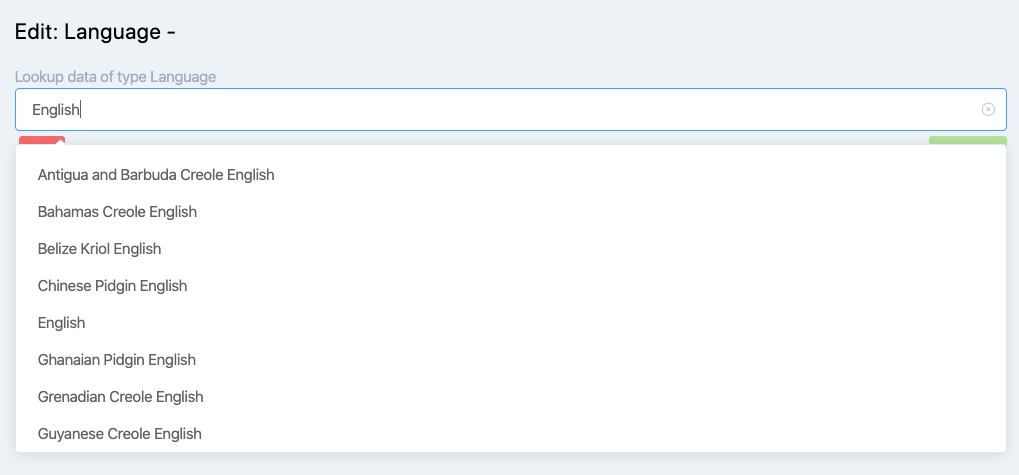 Edit: Language -
Lookup data of type Language
English
Antigua and Barbuda Creole English
Bahamas Creole English
Belize Kriol English
Chinese Pidgin English
English
Ghanaian Pidgin English
Grenadian Creole English
Guyanese Creole English